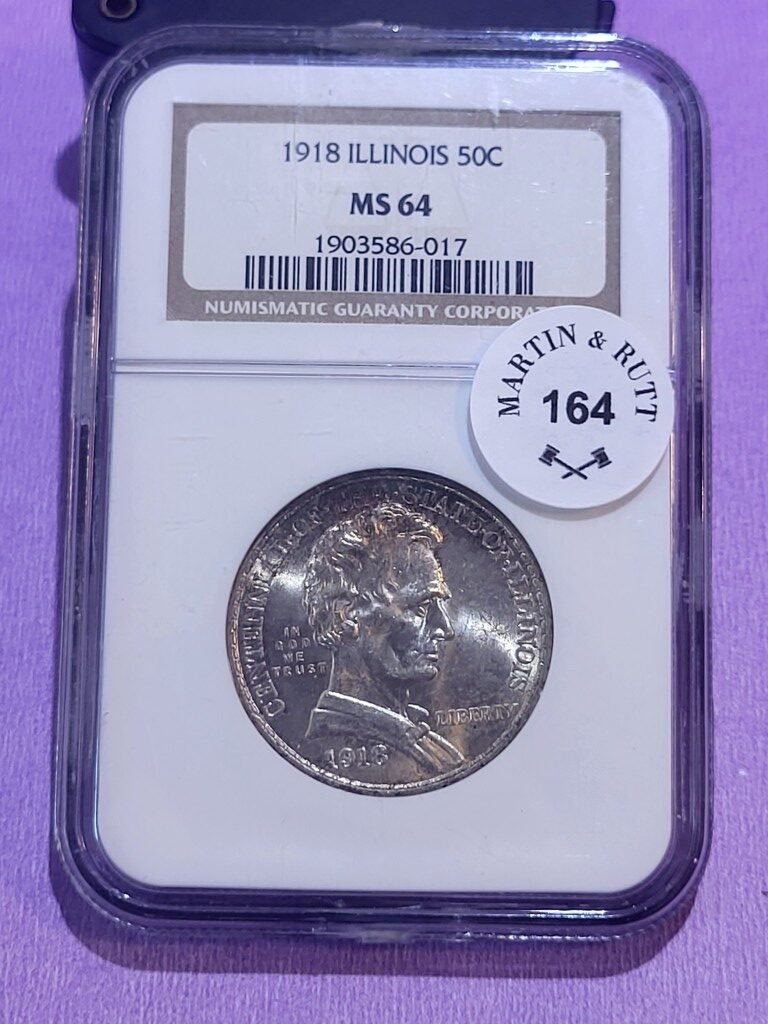 1918 ILLINOIS 50C
MS 64
1903586-017
NUMISMATIC GUARANTY CORPORAT
MARTIN & RUTT
164
CENTENNIAL OF THE STATE OF ILLINOIS
IN
GOD
WE
TRUST
LIBERTY
1918